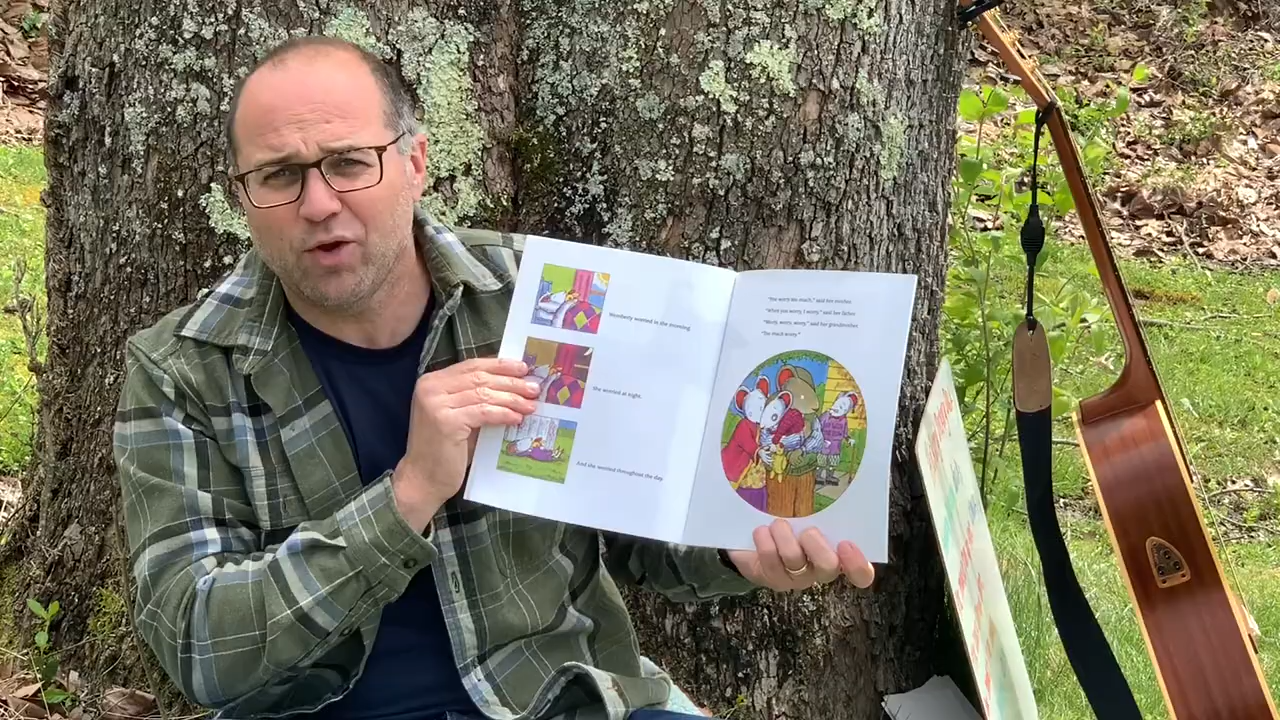 Wemberly worried in the morning.
She worried at night.
And she worried throughout the day.
"You worry too much," said her mother.
"When you worry, I worry," said her father.
"Worry, worry, worry," said her grandmother.
"Too much worry."